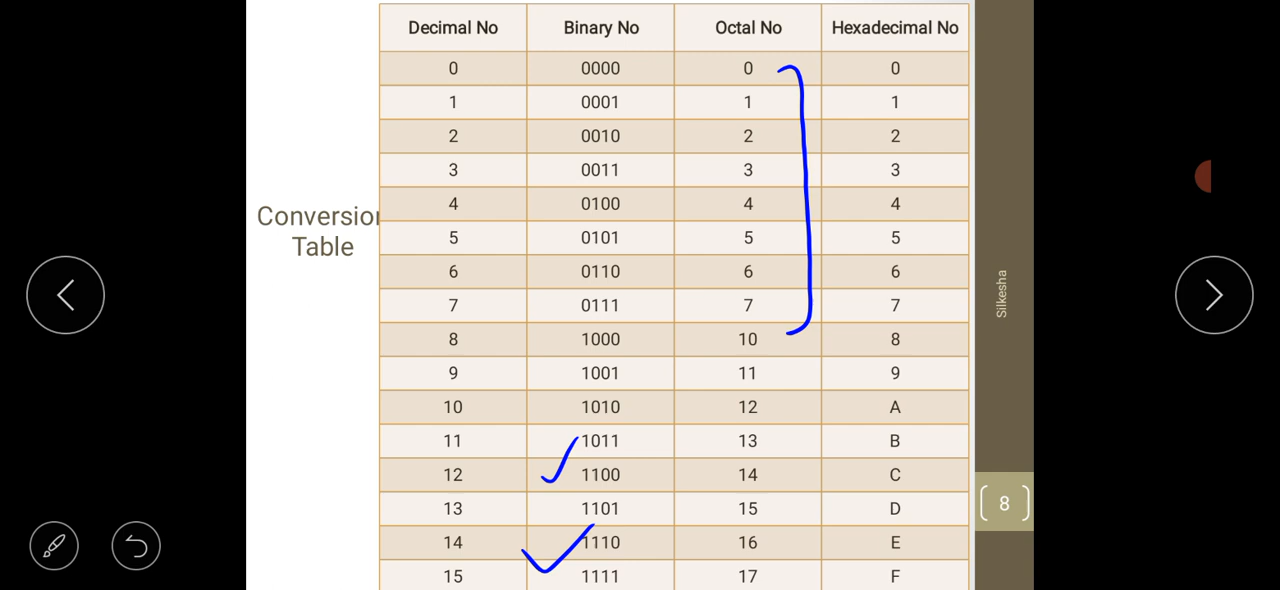 Decimal No Binary No Octal No Hexadecimal No
0 0000 0 0
1 0001 1 1
2 0010 2 2
3 0011 3 3
4 0100 4 4
5 0101 5 5
6 0110 6 6
7 0111 7 7
8 1000 10 8
9 1001 11 9
10 1010 12 A
11 1011 13 B
12 1100 14 C
13 1101 15 D
14 1110 16 E
15 1111 17 F
Conversion
Table
Silkesha
8